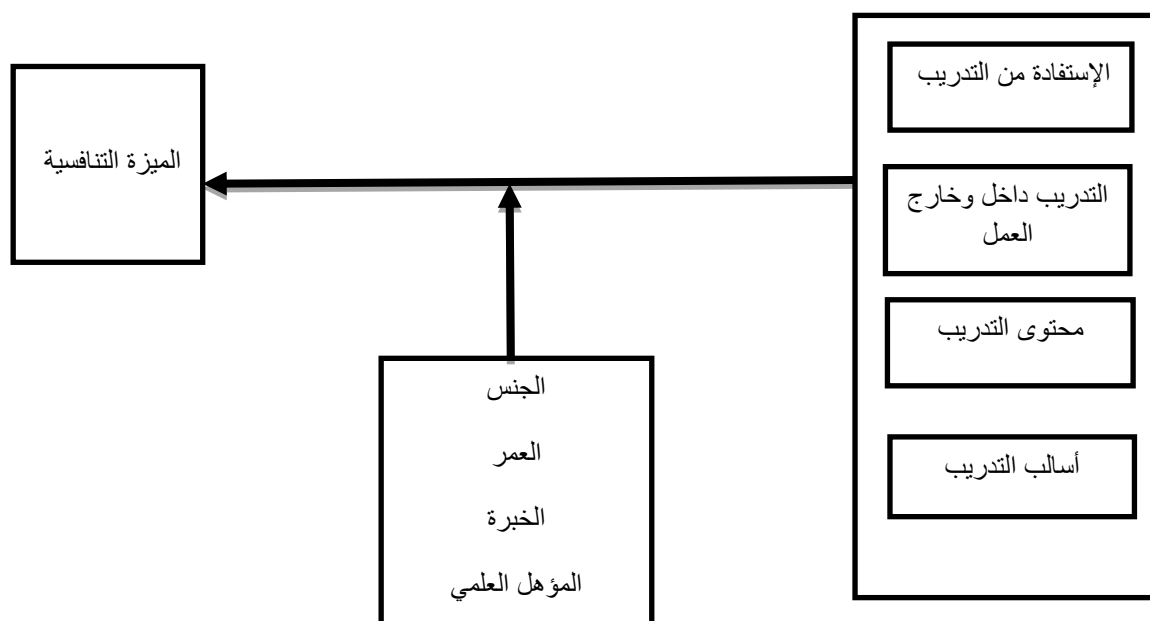 الإستفادة من التدريب
التدريب داخل وخارج
العمل
محتوى التدريب
أسالب التدريب
الميزة التنافسية
الجنس
العمر
الخبرة
المؤهل العلمي